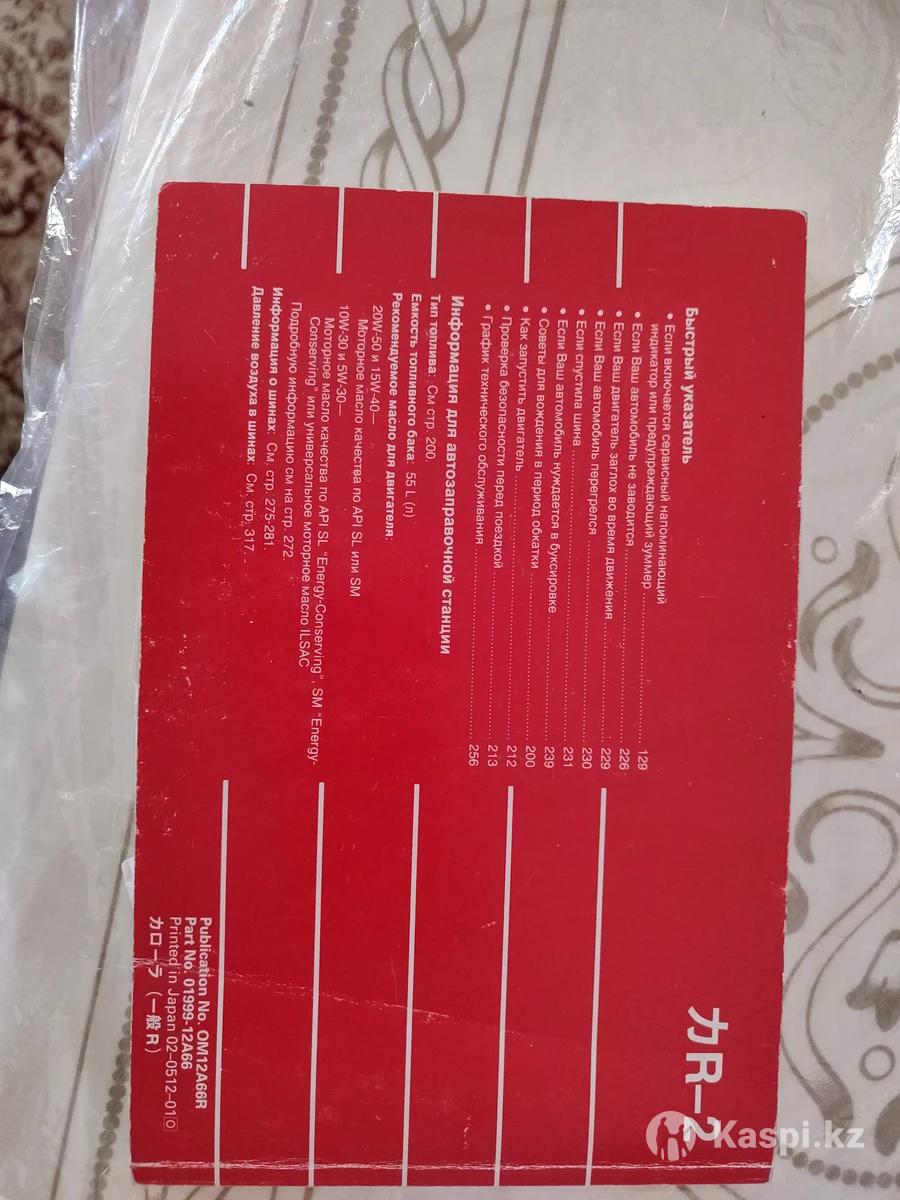 Быстрый указатель
• Если включается сервисный напоминающий
индикатор или предупреждающий зуммер 129
• Если Ваш автомобиль не заводится 226
• Если Ваш двигатель заглох во время движения 229
• Если Ваш автомобиль перегрелся 230
• Если спустила шина 231
• Если Ваш автомобиль нуждается в буксировке 239
• Советы для вождения в период обкатки 200
• Как запустить двигатель 212
• Проверка безопасности перед поездкой 213
• График технического обслуживания 256
Информация для автозаправочной станции
Тип топлива: См стр. 200.
Емкость топливного бака: 55 L (л)
Рекомендуемое масло для двигателя:
20W-50 и 15W-40—
Моторное масло качества по API SL или SM
10W-30 и 5W-30—
Моторное масло качества по API SL "Energy-Conserving", SM "Energy-
Conserving" или универсальное моторное масло ILSAC
Подробную информацию см на стр. 272.
Информация о шинах: См, стр. 275-281
Давление воздуха в шинах: См. стр. 317.
カR−2
Publication No. OM12A66R
Part No. 01999-12A66
Printed in Japan 02–0512–01 O
カローラ (一般R)
Kaspi.kz